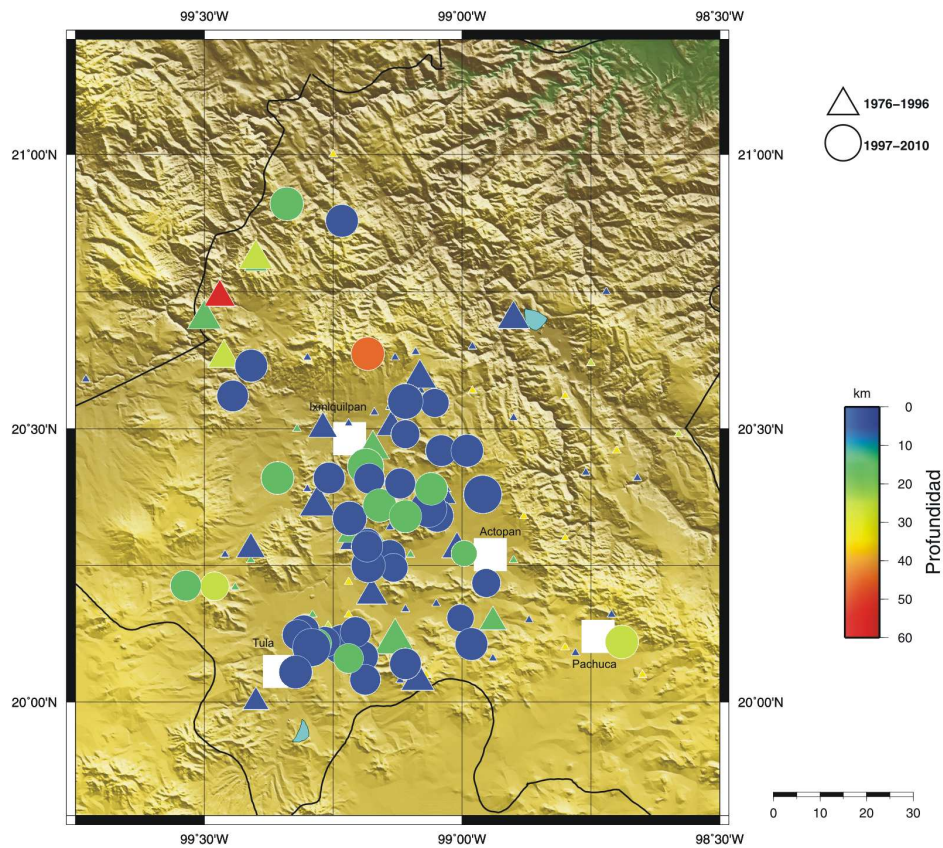 99˚30'W 99˚00'W 98˚30'W
1976–1996
1997–2010
21˚00'N 21˚00'N
km
0
10
20
30
40
50
60
Profundidad
Ixmiquilpan
20˚30'N 20˚30'N
Actopan
Tula
Pachuca
20˚00'N 20˚00'N
0 10 20 30
99˚30'W 99˚00'W 98˚30'W